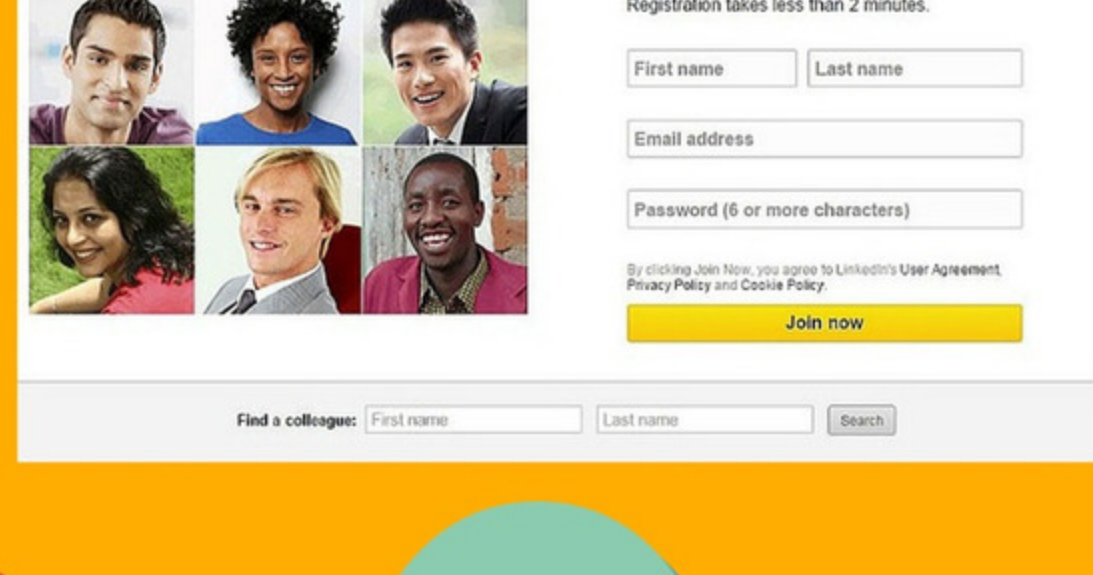 Registration takes less than 2 minutes.
First name Last name
Email address
Password (6 or more characters)
By clicking Join Now, you agree to LinkedIn's User Agreement,
Privacy Policy and Cookie Policy.
Join now
Find a colleague: First name Last name Search